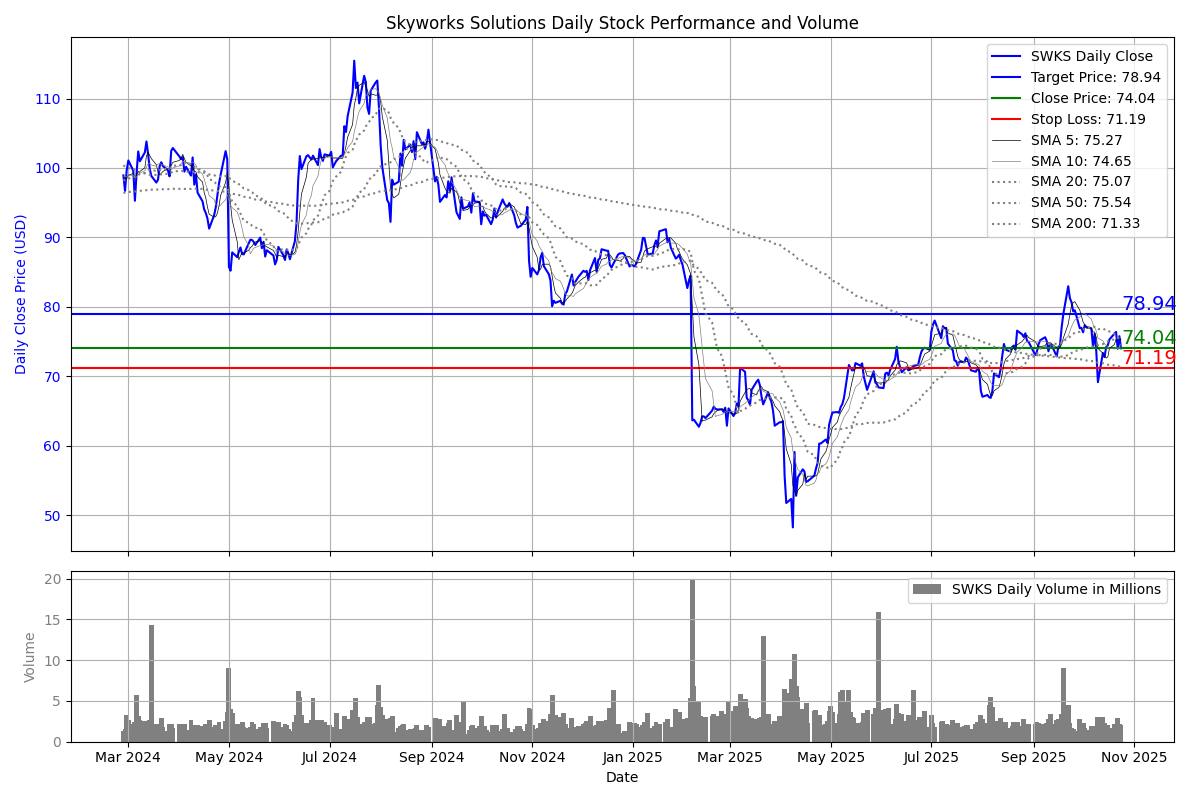 Skyworks Solutions Daily Stock Performance and Volume
Daily Close Price (USD)
110
100
90
80
70
60
50
SWKS Daily Close
Target Price: 78.94
Close Price: 74.04
Stop Loss: 71.19
SMA 5: 75.27
SMA 10: 74.65
SMA 20: 75.07
SMA 50: 75.54
SMA 200: 71.33
78.94
74.04
71.19
Volume
20
15
10
5
0
SWKS Daily Volume in Millions
Mar 2024 May 2024 Jul 2024 Sep 2024 Nov 2024 Jan 2025 Mar 2025 May 2025 Jul 2025 Sep 2025 Nov 2025
Date